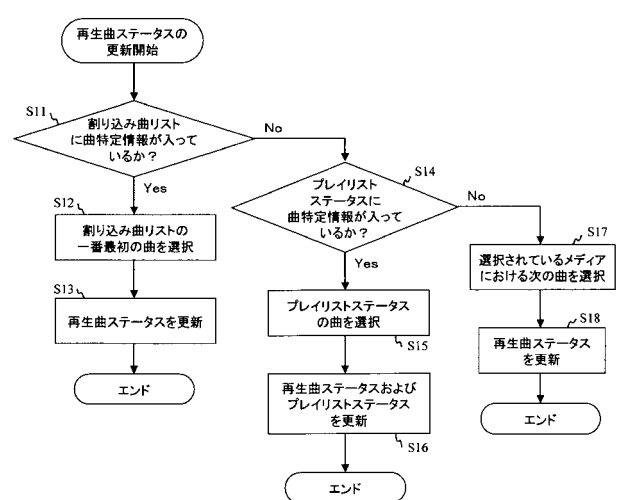 再生曲ステータスの
更新開始
S11
割り込み曲リスト
に曲特定情報が入って
いるか？
No
Yes
S12
割り込み曲リストの
一番最初の曲を選択
S13
再生曲ステータスを更新
エンド
S14
プレイリスト
ステータスに
曲特定情報が入って
いるか？
No
Yes
プレイリストステータス
の曲を選択
S15
再生曲ステータスおよび
プレイリストステータス
を更新
S16
エンド
S17
選択されているメディア
における次の曲を選択
S18
再生曲ステータス
を更新
エンド